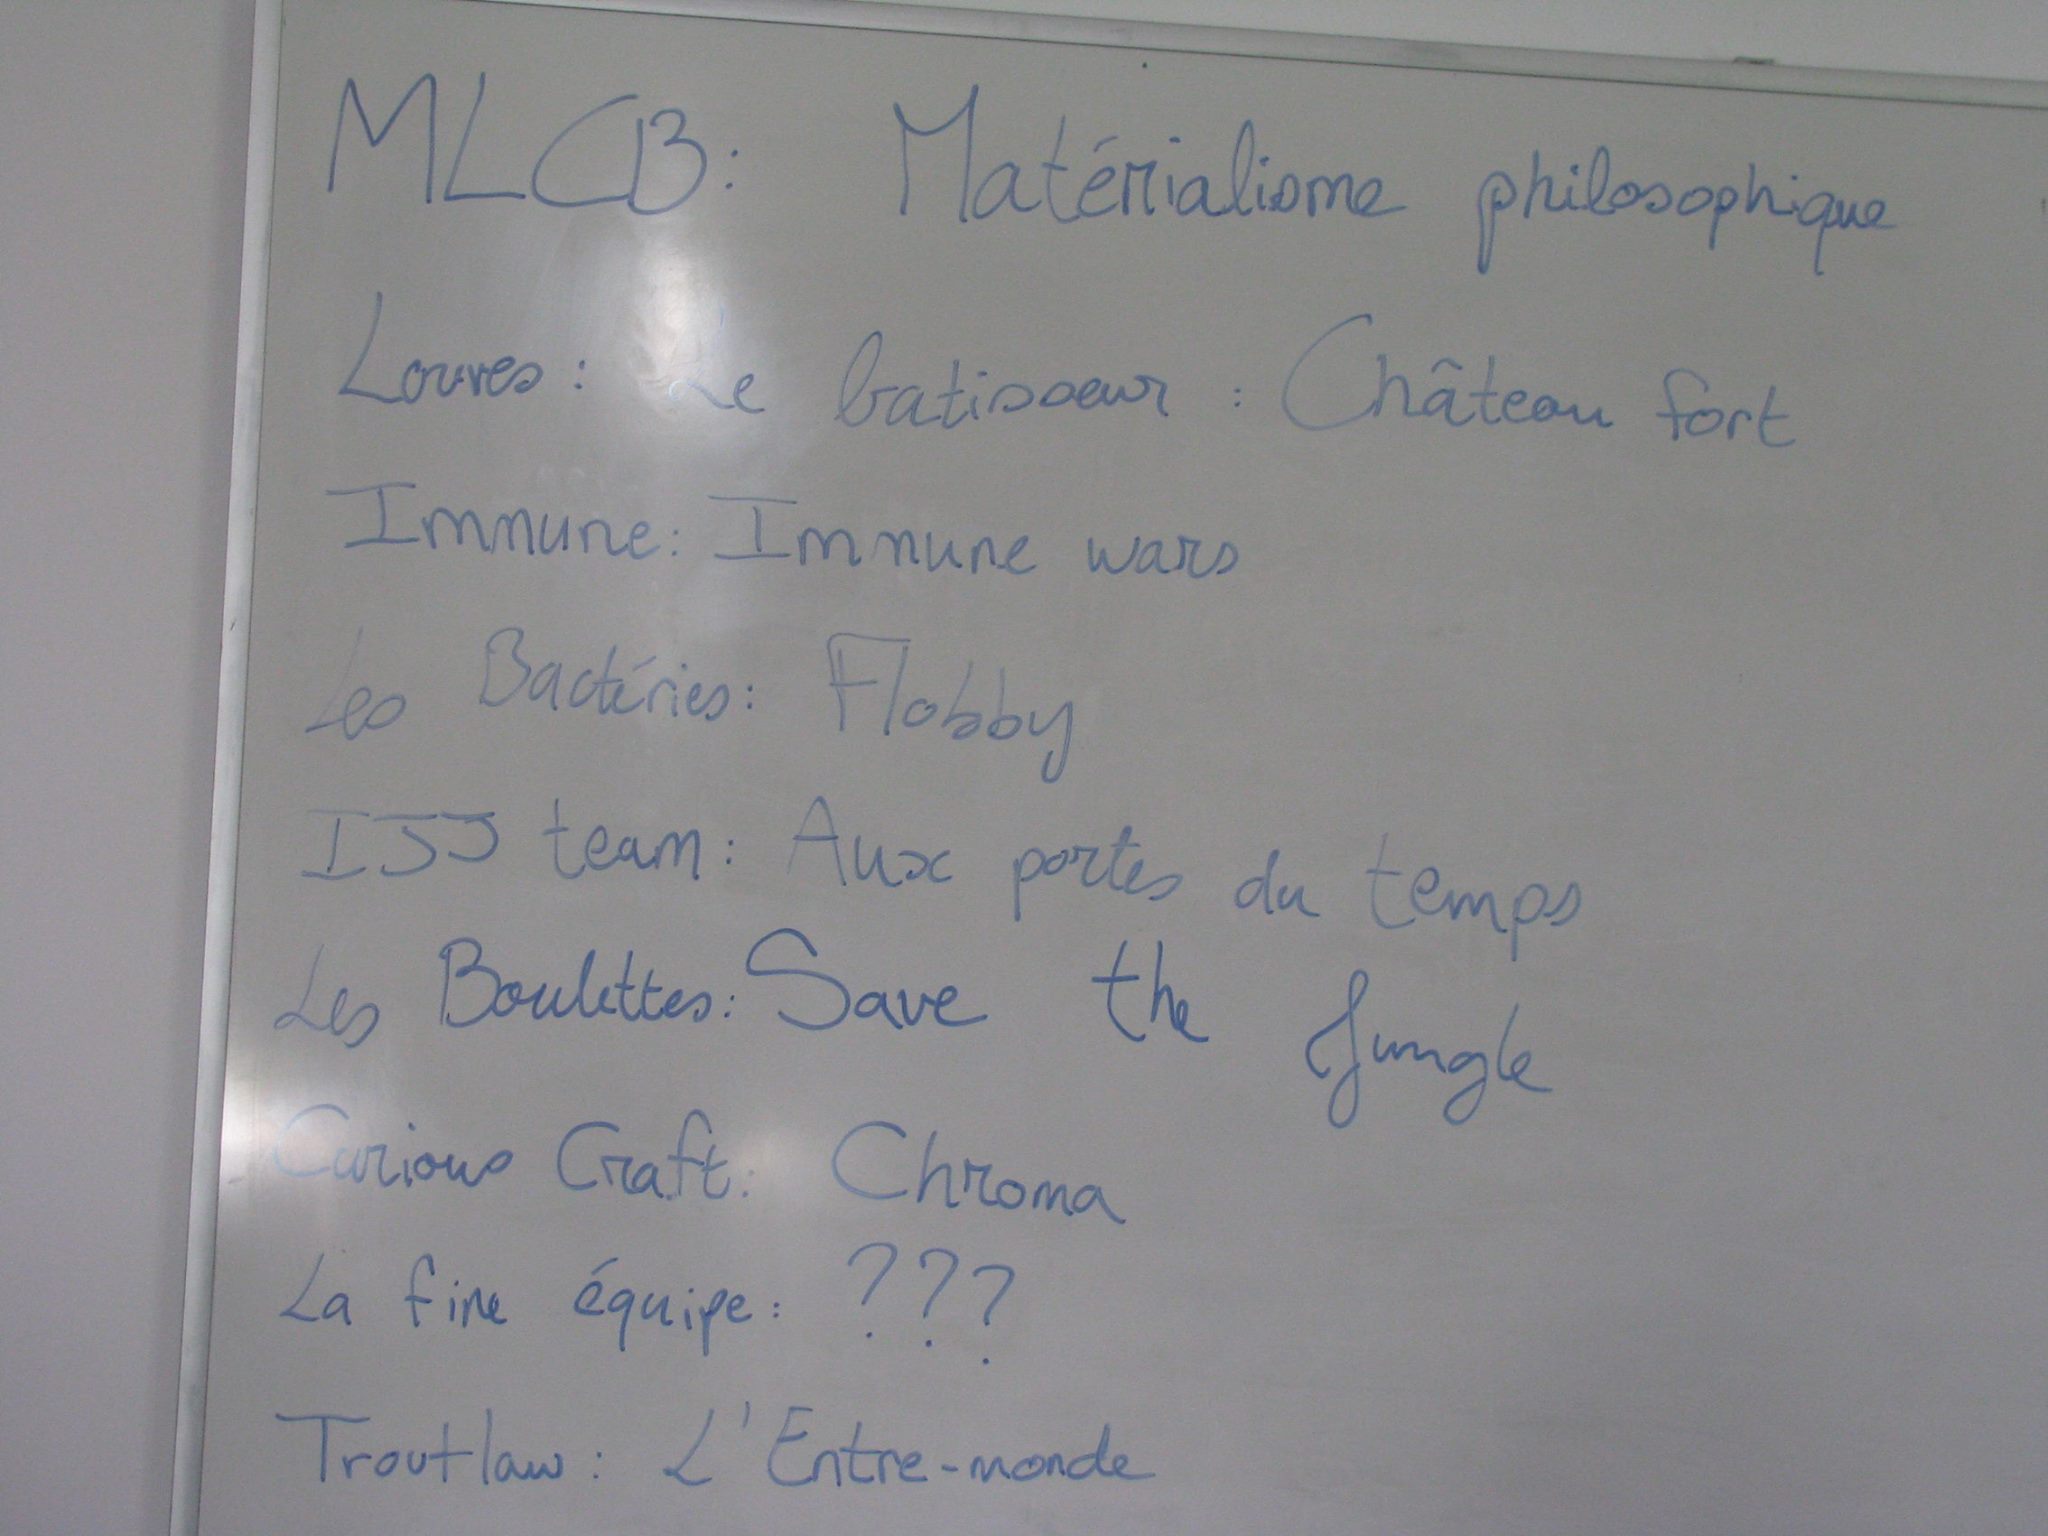 MLCB: Matérialisme philosophique
Louves: Le batisseur: Château fort
Immune: Immune wars
Les Bactéries: Flobby
IJJ team: Aux portes du temps
Les Boulettes: Save the Jungle
Curious Craft: Chroma
La fine équipe: ???
Troutlaw: L'Entre-monde